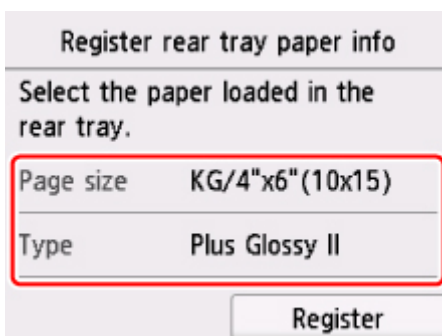 Register rear tray paper info
Select the paper loaded in the
rear tray.
Page size KG/4"x6"(10x15)
Type Plus Glossy II
Register